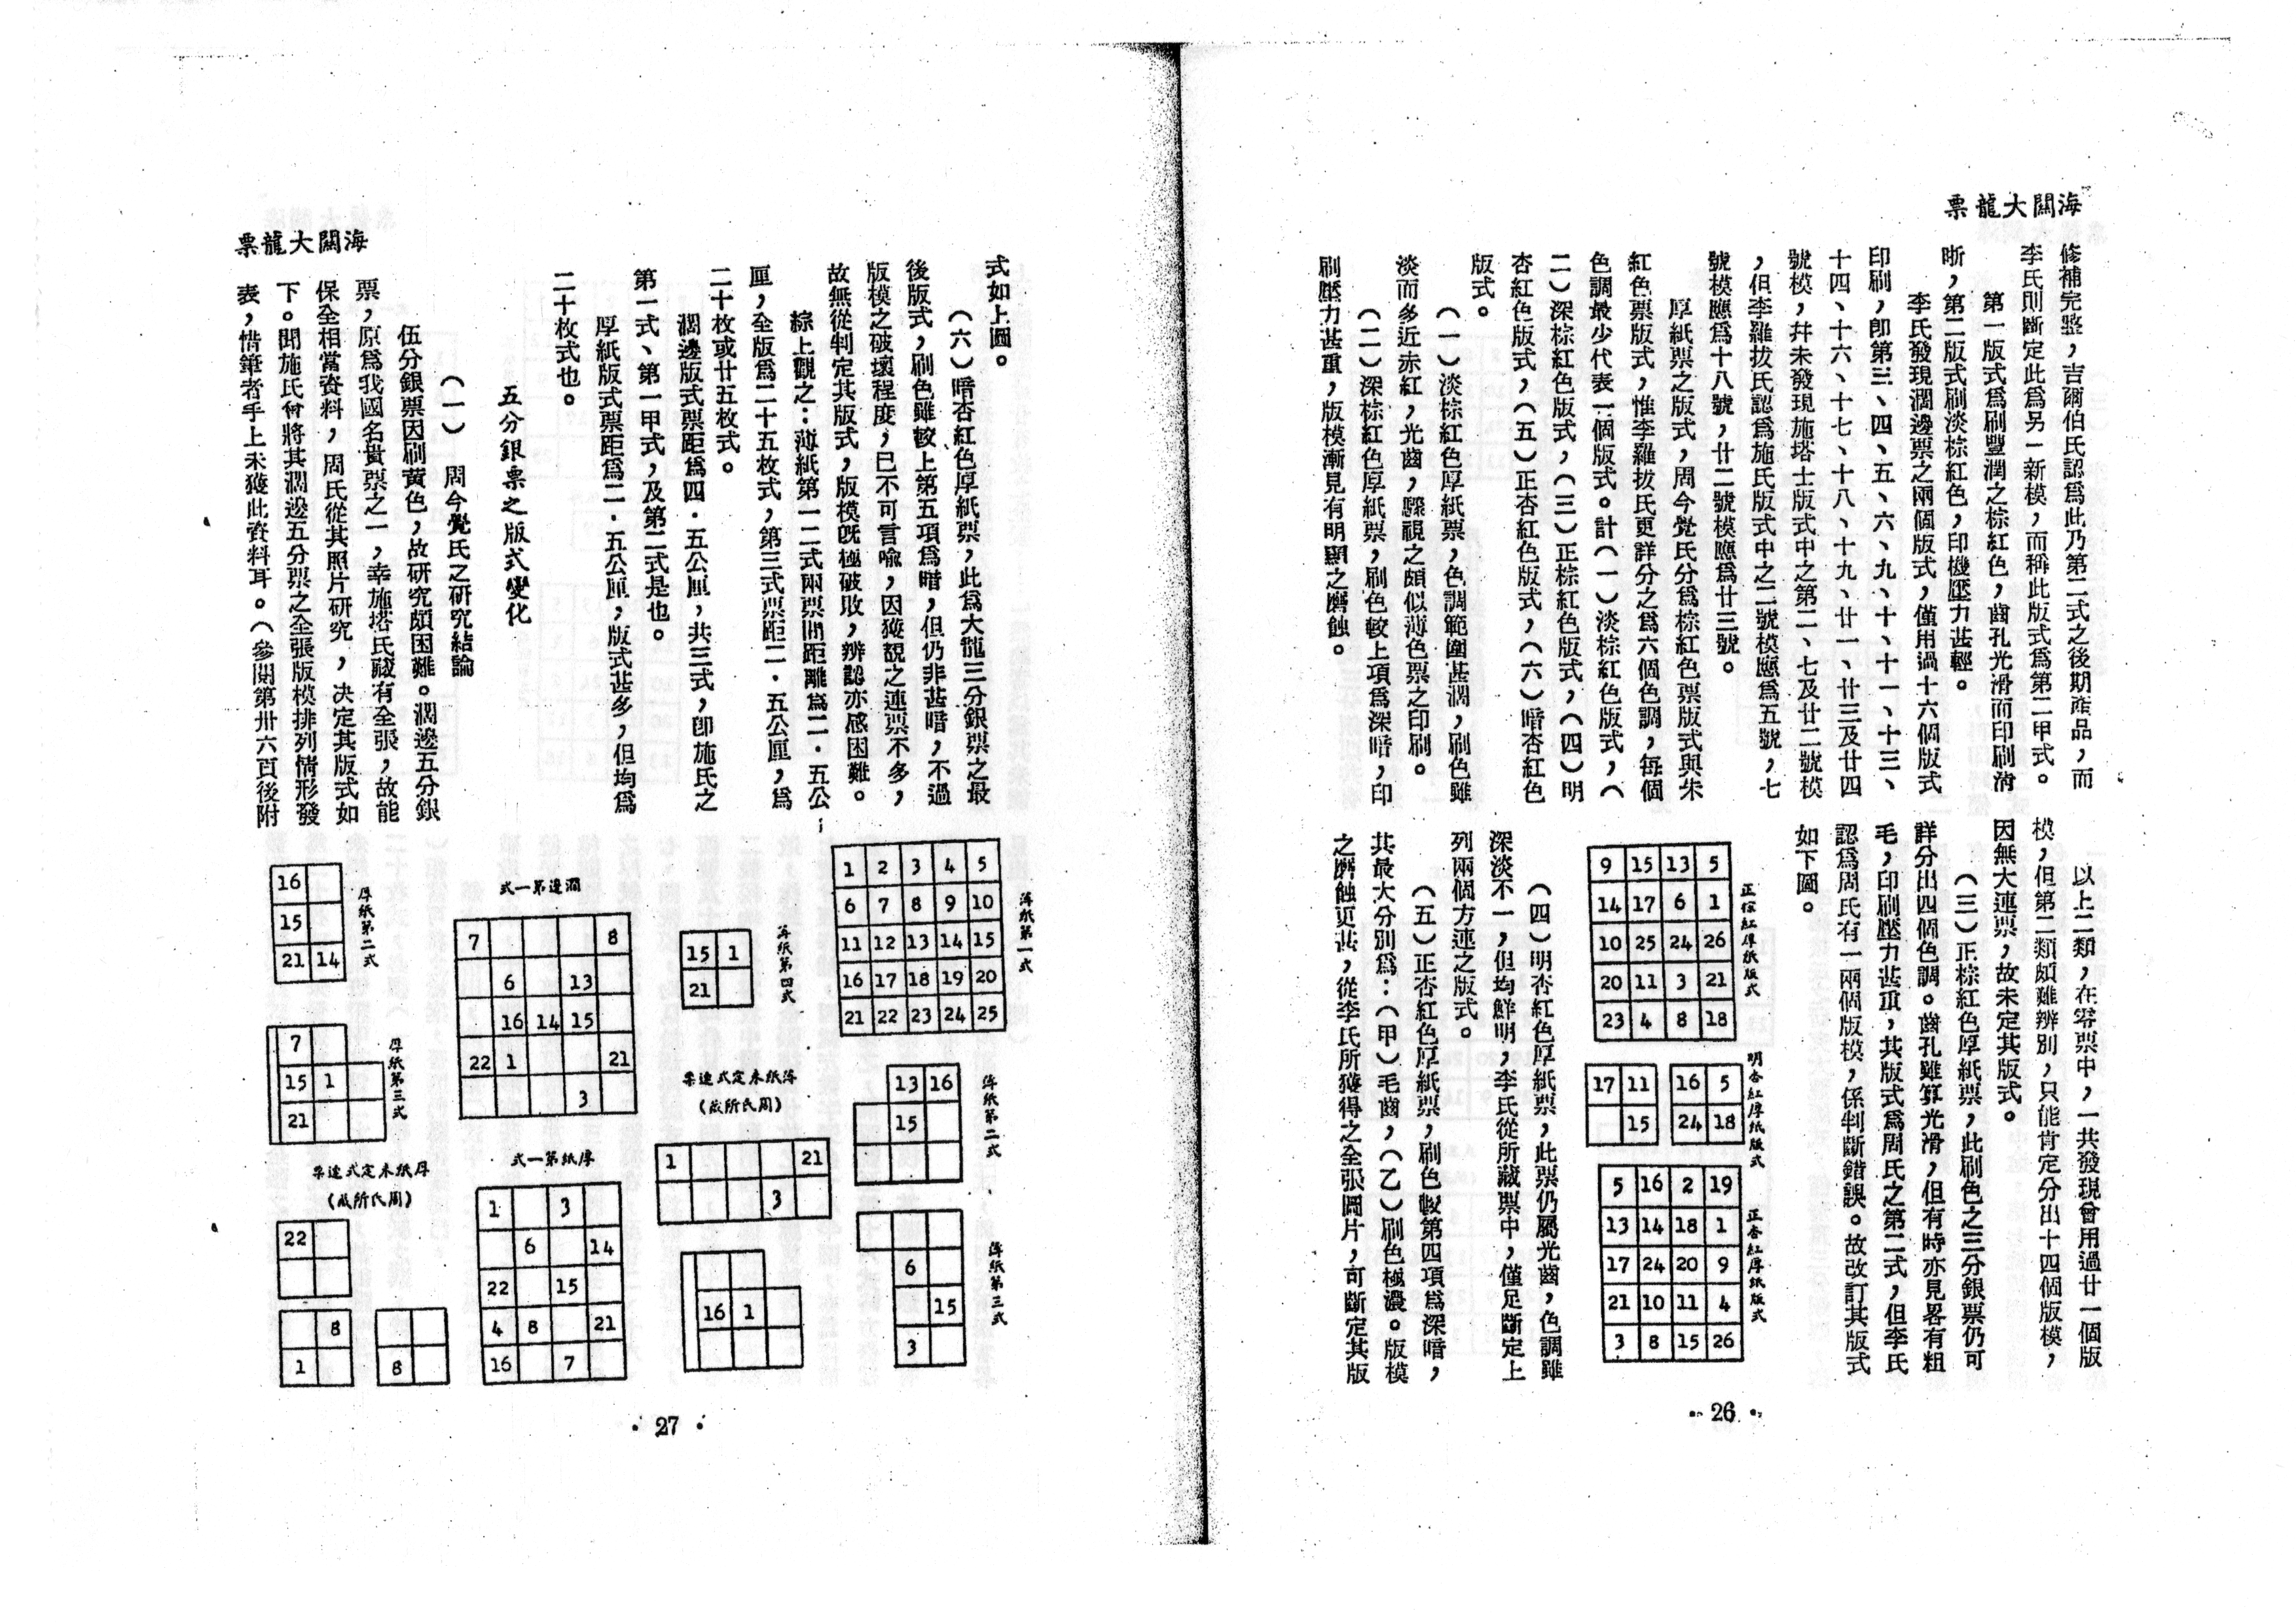 海關大龍票
修補完整，吉爾伯氏認爲此乃第二式之後期產品，而
李氏則斷定此爲另一新模，而稱此版式爲第二甲式。
第一版式爲刷豐潤之棕紅色，齒孔光滑而印刷清
晰，第二版式刷淡棕紅色，印機壓力甚輕。
李氏發現濶邊票之兩個版式，僅用過十六個版式
印刷，卽第三、四、五、六、九、十、十一、十三、
十四、十六、十七、十八、十九、廿一、廿三及廿四
號模，幷未發現施塔士版式中之第二、七及廿二號模
，但李羅拔氏認爲施氏版式中之二號模應爲五號，七
號模應爲十八號，廿二號模應爲廿三號。
厚紙票之版式，周今覺氏分爲棕紅色票版式與朱
紅色票版式，惟李羅拔氏更詳分之爲六個色調，每個
色調最少代表一個版式。計（一）淡棕紅色版式，（
二）深棕紅色版式，（三）正棕紅色版式，（四）明
杏紅色版式，（五）正杏紅色版式，（六）暗杏紅色
版式。
（一）淡棕紅色厚紙票，色調範圍甚濶，刷色雖
淡而多近赤紅，光齒，驟視之頗似薄色票之印刷。
（二）深棕紅色厚紙票，刷色較上項爲深暗，印
刷壓力甚重，版模漸見有明顯之磨蝕。
以上二類，在零票中，一共發現曾用過廿一個版
模，但第二類頗難辨別，只能肯定分出十四個版模，
因無大連票，故未定其版式。
（三）正棕紅色厚紙票，此刷色之三分銀票仍可
詳分出四個色調。齒孔雖算光滑，但有時亦見畧有粗
毛，印刷壓力甚重，其版式爲周氏之第二式，但李氏
認爲周氏有一兩個版模，係判斷錯誤。故改訂其版式
如下圖。
正棕紅厚紙版式
9 15 13 5
14 17 6 1
10 25 24 26
20 11 3 21
23 4 8 18
明杏紅厚紙版式
17 11
15
16 5
24 18
正杏紅厚紙版式
5 16 2 19
13 14 18 1
17 24 20 9
21 10 11 4
3 8 15 26
（四）明杏紅色厚紙票，此票仍屬光齒，色調雖
深淡不一，但均鮮明，李氏從所藏票中，僅足斷定上
列兩個方連之版式。
（五）正杏紅色厚紙票，刷色較第四項爲深暗，
其最大分別爲：（甲）毛齒，（乙）刷色極濃。版模
之磨蝕更甚，從李氏所獲得之全張圖片，可斷定其版
• 26 •
海關大龍票
式如上圖。
（六）暗杏紅色厚紙票，此爲大龍三分銀票之最
後版式，刷色雖較上第五項爲暗，但仍非甚暗，不過
版模之破壞程度，已不可言喩，因獲覩之連票不多，
故無從判定其版式，版模旣極破敗，辨認亦感困難。
綜上觀之：薄紙第一二式兩票間距離爲二．五公
厘，全版爲二十五枚式，第三式票距二．五公厘，爲
二十枚或廿五枚式。
濶邊版式票距爲四．五公厘，共三式，卽施氏之
第一式、第一甲式，及第二式是也。
厚紙版式票距爲二．五公厘，版式甚多，但均爲
二十枚式也。
五分銀票之版式變化
（一）　周今覺氏之研究結論
伍分銀票因刷黄色，故研究頗困難。濶邊五分銀
票，原爲我國名貴票之一，幸施塔氏藏有全張，故能
保全相當資料，周氏從其照片研究，決定其版式如
下。聞施氏曾將其濶邊五分票之全張版模排列情形發
表，惜筆者手上未獲此資料耳。（參閱第卅六頁後附
薄紙第一式
1 2 3 4 5
6 7 8 9 10
11 12 13 14 15
16 17 18 19 20
21 22 23 24 25
薄紙第二式
13 16
15
薄紙第三式
6
15
3
薄紙第四式
15 1
21
薄紙未定式連票
（周氏所藏）
1 21
3
16 1
濶邊第一式
7 8
6 13
16 14 15
22 1 21
3
厚紙第一式
1 3
6 14
22 15
4 8 21
16 7
厚紙第二式
16
15
21 14
厚紙第三式
7
15 1
21
厚紙未定式連票
（周氏所藏）
22
8
1
8
• 27 •